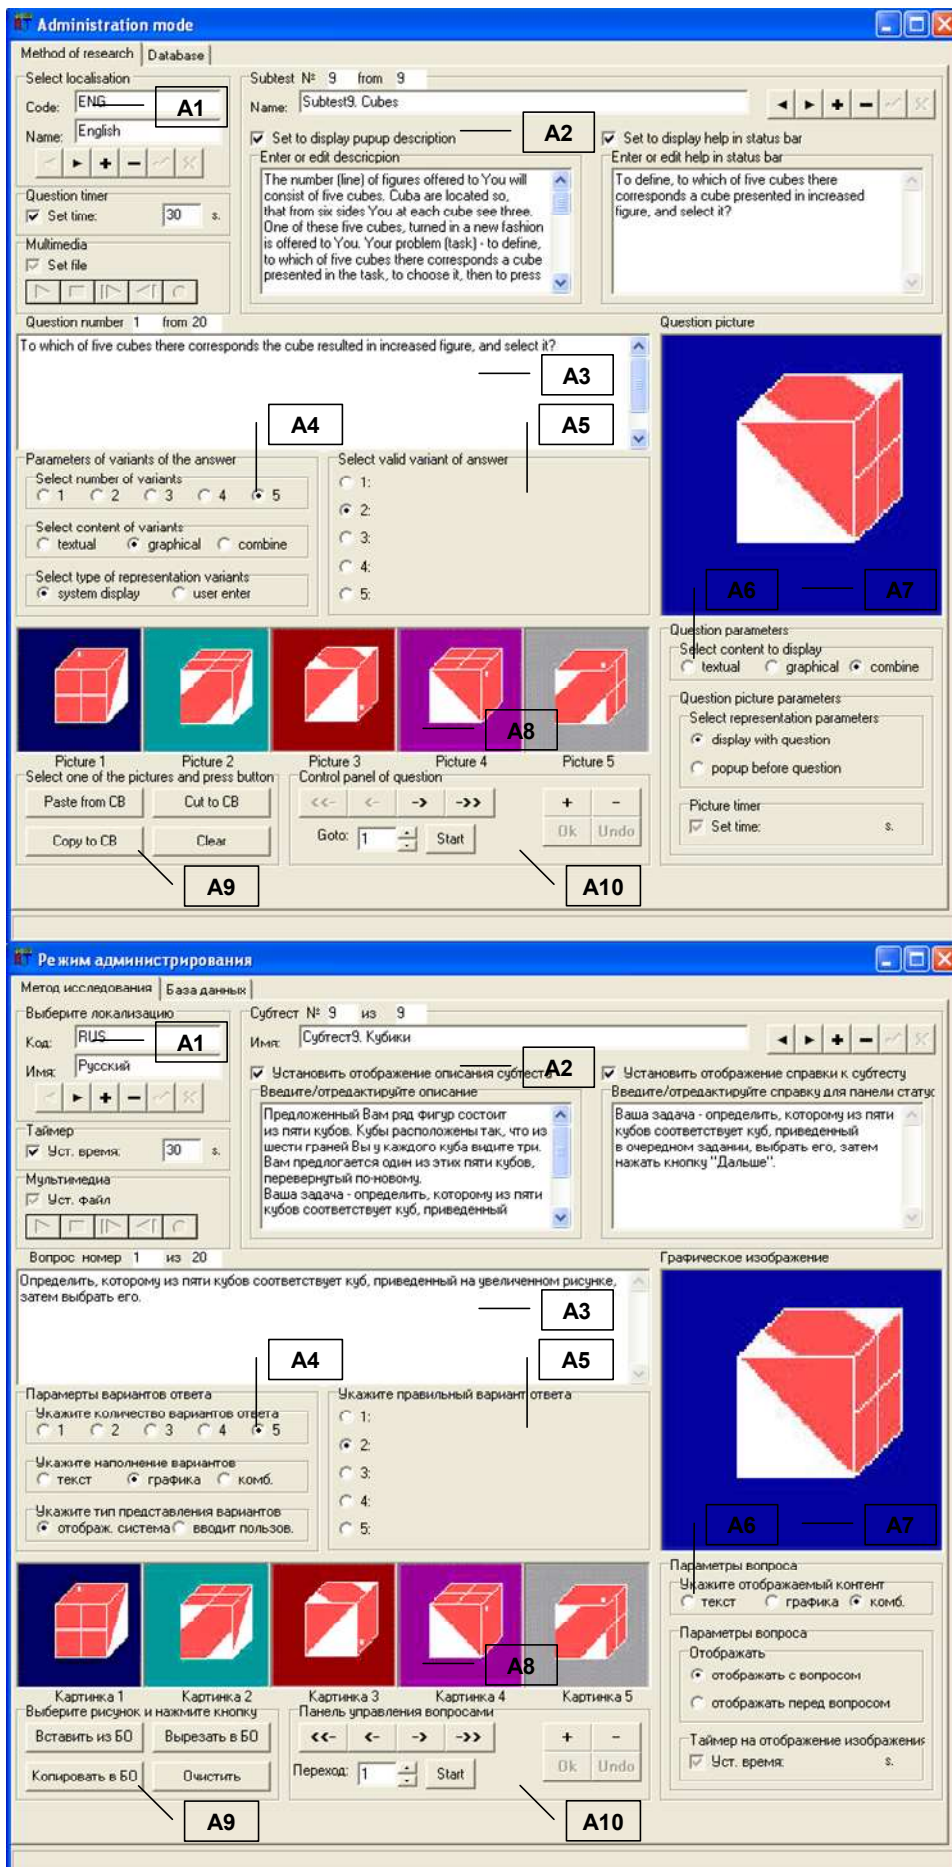 Administration mode
Method of research Database
Select localisation
Code: ENG
A1
Name: English
Subtest № 9 from 9
Name: Subtest9. Cubes
Set to display pupup description
A2
Set to display help in status bar
Enter or edit descripcion
The number (line) of figures offered to You will
consist of five cubes. Cuba are located so,
that from six sides You at each cube see three.
One of these five cubes, turned in a new fashion
is offered to You. Your problem (task) - to define,
to which of five cubes there corresponds a cube
presented in the task, to choose it, then to press
Enter or edit help in status bar
To define, to which of five cubes there
corresponds a cube presented in increased
figure, and select it?
Question timer
Set time: 30 s.
Multimedia
Set file
Question number 1 from 20
To which of five cubes there corresponds the cube resulted in increased figure, and select it?
A3
A4
A5
Question picture
Parameters of variants of the answer
Select number of variants
1 2 3 4 5
Select content of variants
textual graphical combine
Select type of representation variants
system display user enter
Select valid variant of answer
1:
2:
3:
4:
5:
A6 A7
Question parameters
Select content to display
textual graphical combine
Question picture parameters
Select representation parameters
display with question
popup before question
Picture timer
Set time: s.
A8
Picture 1 Picture 2 Picture 3 Picture 4 Picture 5
Select one of the pictures and press button
Paste from CB Cut to CB
Copy to CB Clear
A9
Control panel of question
<<- <- -> ->> + -
Goto: 1 Start Ok Undo
A10
Режим администрирования
Метод исследования База данных
Выберите локализацию
Код: RUS
A1
Имя: Русский
Субтест № 9 из 9
Имя: Субтест9. Кубики
Установить отображение описания субтеста
A2
Установить отображение справки к субтесту
Введите/отредактируйте описание
Предложенный Вам ряд фигур состоит
из пяти кубов. Кубы расположены так, что из
шести граней Вы у каждого куба видите три.
Вам предлогается один из этих пяти кубов,
перевернутый по-новому.
Ваша задача - определить, которому из пяти
кубов соответствует куб, приведенный
Введите/отредактируйте справку для панели статус
Ваша задача - определить, которому из пяти
кубов соответствует куб, приведенный
в очередном задании, выбрать его, затем
нажать кнопку "Дальше".
Таймер
Уст. время: 30 s.
Мультимедиа
Уст. файл
Вопрос номер 1 из 20
Определить, которому из пяти кубов соответствует куб, приведенный на увеличенном рисунке,
затем выбрать его.
A3
A4
A5
Графическое изображение
Парамерты вариантов ответа
Укажите количество вариантов ответа
1 2 3 4 5
Укажите наполнение вариантов
текст графика комб.
Укажите тип представления вариантов
отображ. система вводит пользов.
Укажите правильный вариант ответа
1:
2:
3:
4:
5:
A6 A7
Параметры вопроса
Укажите отображаемый контент
текст графика комб.
Параметры вопроса
Отображать
отображать с вопросом
отображать перед вопросом
Таймер на отображение изображения
Уст. время: s.
A8
Картинка 1 Картинка 2 Картинка 3 Картинка 4 Картинка 5
Выберите рисунок и нажмите кнопку
Вставить из БО Вырезать в БО
Копировать в БО Очистить
A9
Панель управления вопросами
<<- <- -> ->> + -
Переход: 1 Start Ok Undo
A10